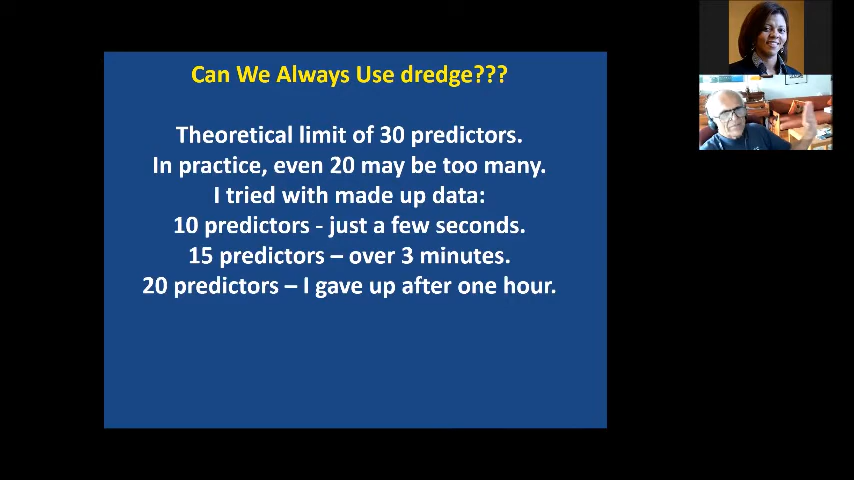 Can We Always Use dredge???
Theoretical limit of 30 predictors.
In practice, even 20 may be too many.
I tried with made up data:
10 predictors - just a few seconds.
15 predictors – over 3 minutes.
20 predictors – I gave up after one hour.